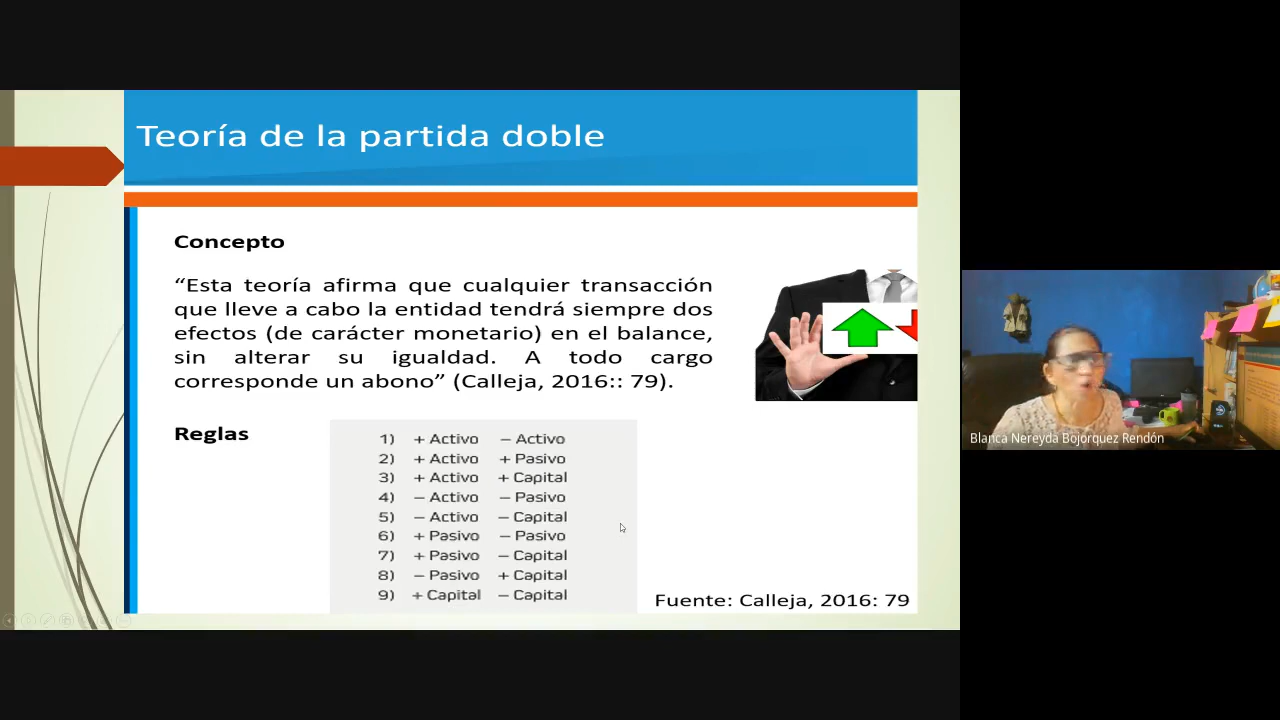 Teoría de la partida doble
Concepto
“Esta teoría afirma que cualquier transacción
que lleve a cabo la entidad tendrá siempre dos
efectos (de carácter monetario) en el balance,
sin alterar su igualdad. A todo cargo
corresponde un abono” (Calleja, 2016:: 79).
Reglas
1) + Activo – Activo
2) + Activo + Pasivo
3) + Activo + Capital
4) – Activo – Pasivo
5) – Activo – Capital
6) + Pasivo – Pasivo
7) + Pasivo – Capital
8) – Pasivo + Capital
9) + Capital – Capital
Fuente: Calleja, 2016: 79
Blanca Nereyda Bojorquez Rendón